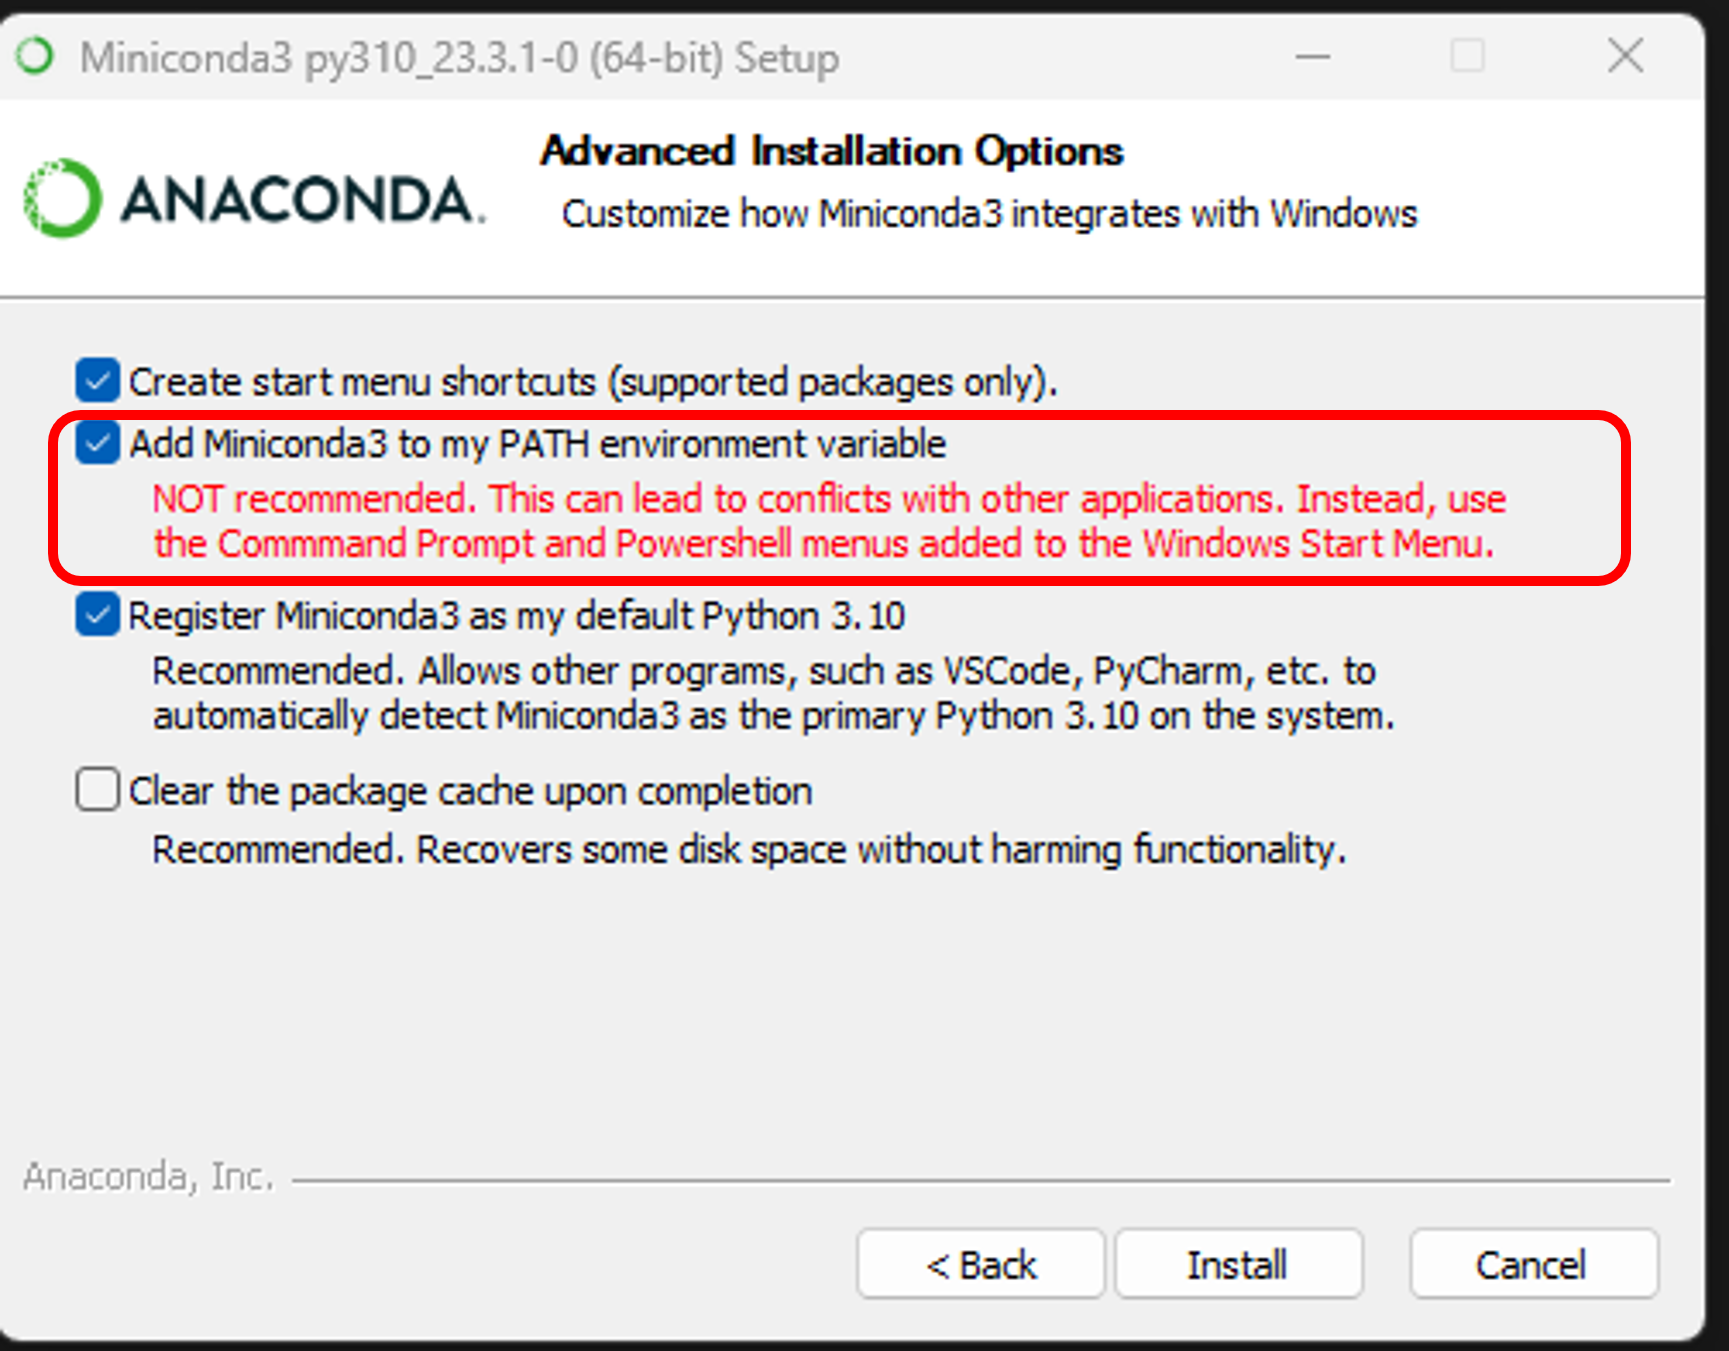 Miniconda3 py310_23.3.1-0 (64-bit) Setup
ANACONDA.
Advanced Installation Options
Customize how Miniconda3 integrates with Windows
Create start menu shortcuts (supported packages only).
Add Miniconda3 to my PATH environment variable
NOT recommended. This can lead to conflicts with other applications. Instead, use
the Commmand Prompt and Powershell menus added to the Windows Start Menu.
Register Miniconda3 as my default Python 3.10
Recommended. Allows other programs, such as VSCode, PyCharm, etc. to
automatically detect Miniconda3 as the primary Python 3.10 on the system.
Clear the package cache upon completion
Recommended. Recovers some disk space without harming functionality.
Anaconda, Inc.
< Back Install Cancel